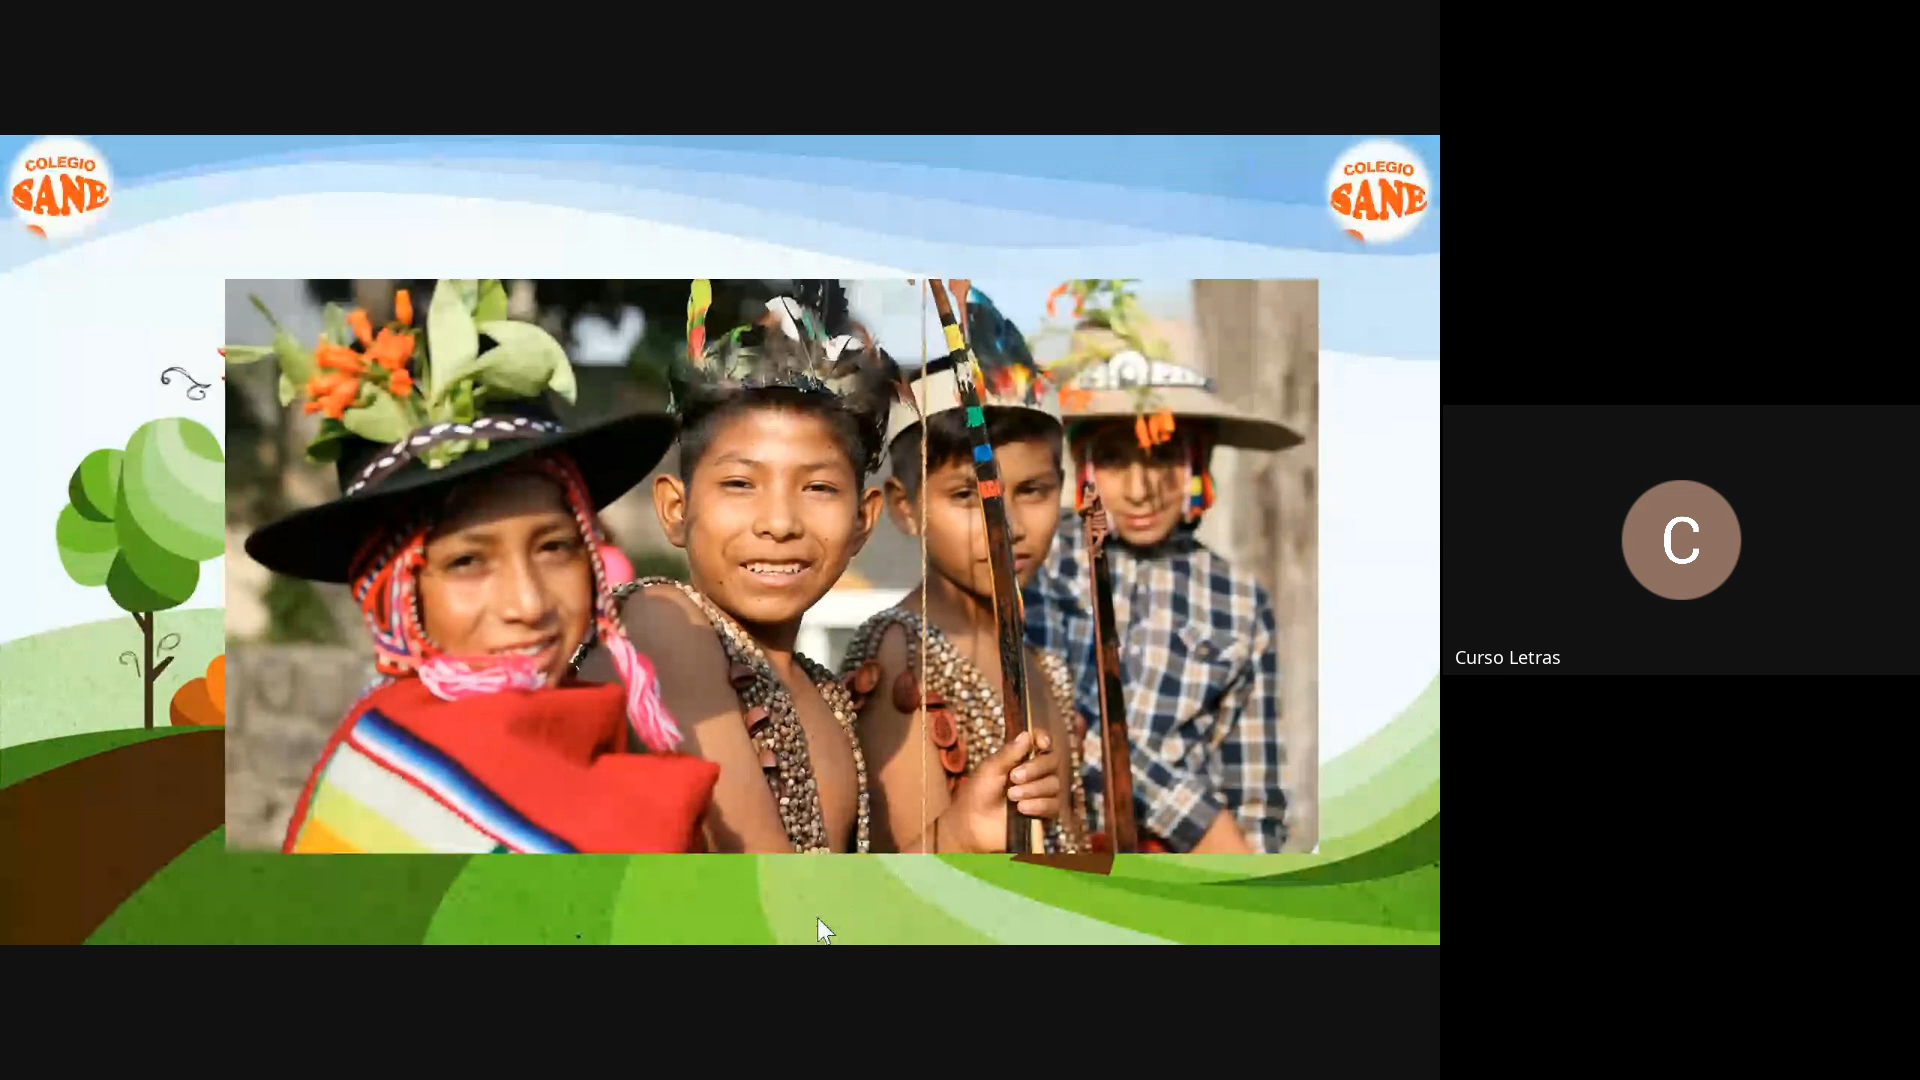 COLEGIO
SANE
COLEGIO
SANE
C
Curso Letras